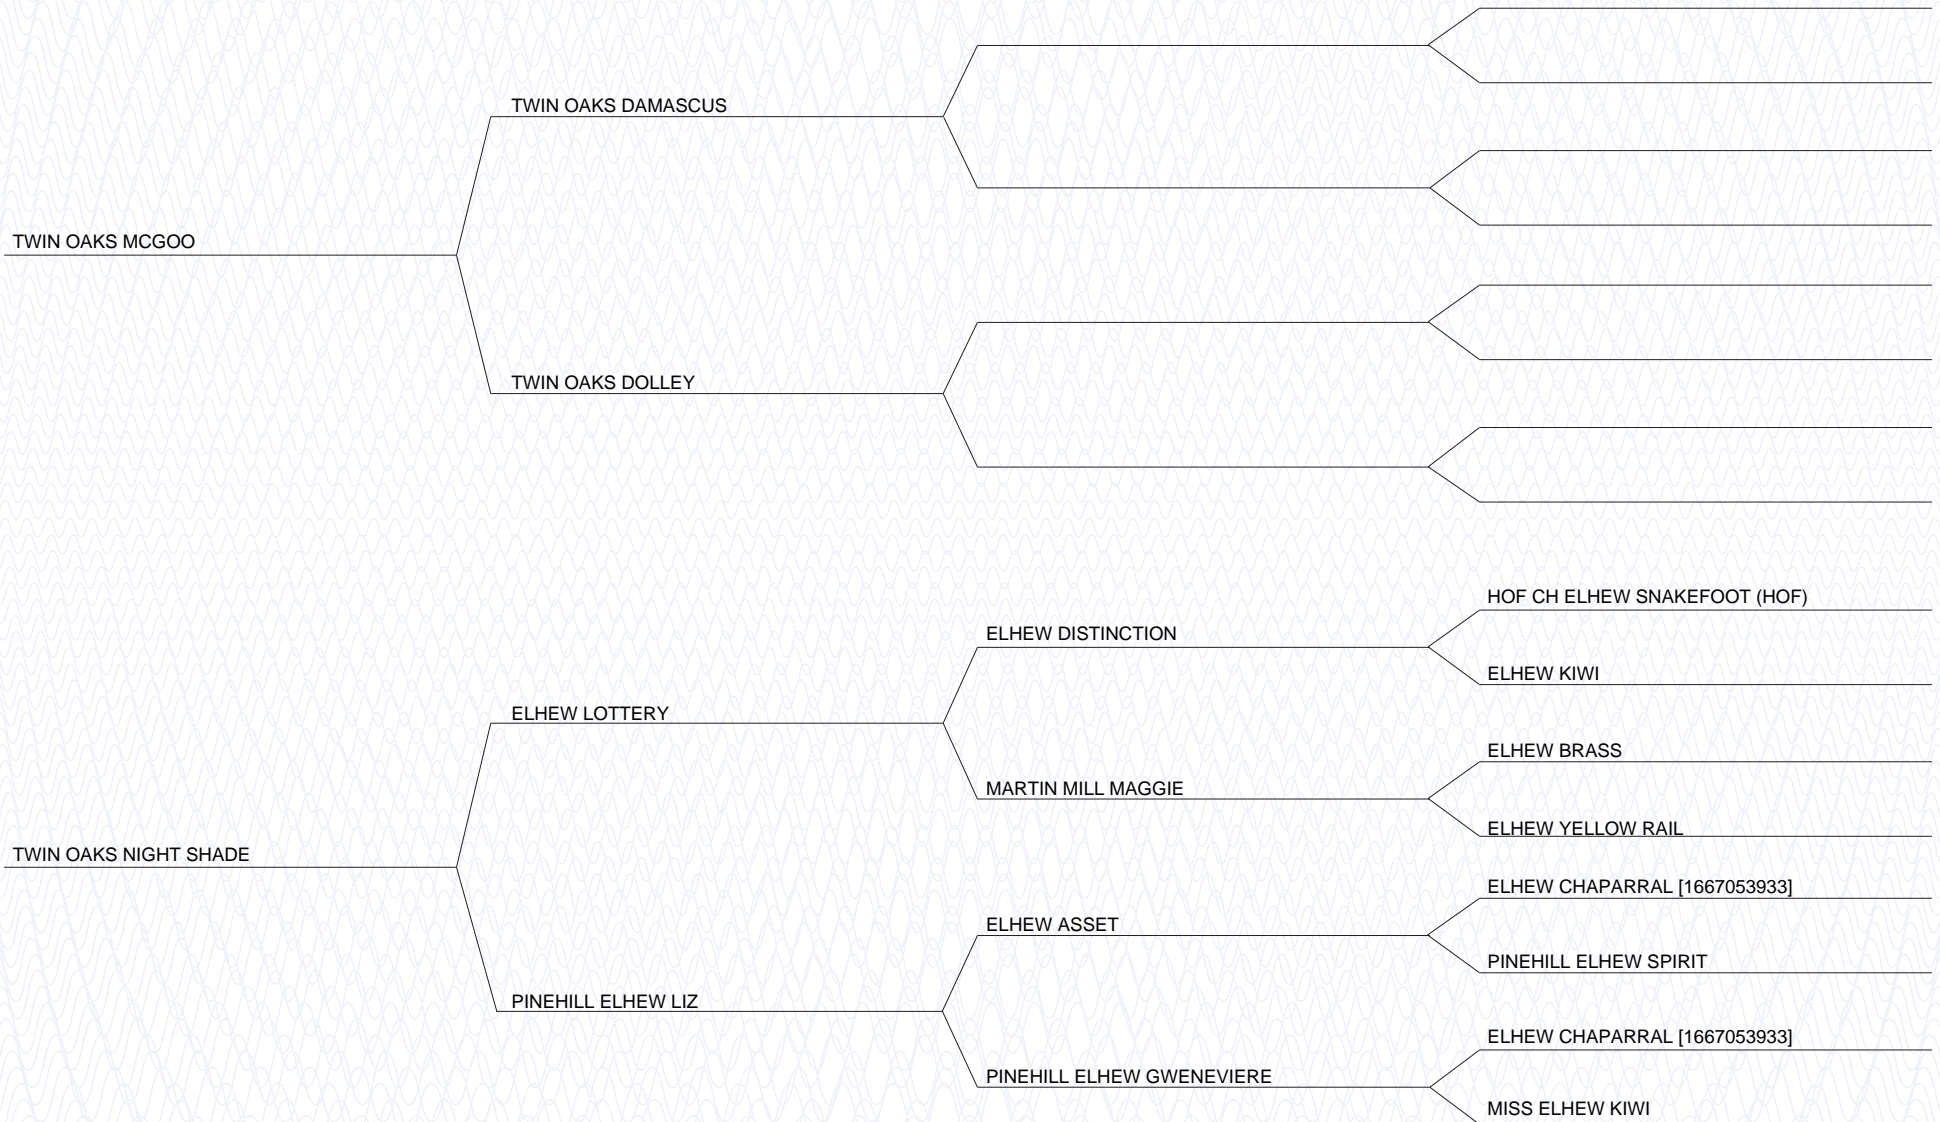 TWIN OAKS DAMASCUS
TWIN OAKS MCGOO
TWIN OAKS DOLLEY
HOF CH ELHEW SNAKEFOOT (HOF)
ELHEW DISTINCTION
ELHEW KIWI
ELHEW LOTTERY
ELHEW BRASS
MARTIN MILL MAGGIE
ELHEW YELLOW RAIL
TWIN OAKS NIGHT SHADE
ELHEW CHAPARRAL [1667053933]
ELHEW ASSET
PINEHILL ELHEW SPIRIT
PINEHILL ELHEW LIZ
ELHEW CHAPARRAL [1667053933]
PINEHILL ELHEW GWENEVIERE
MISS ELHEW KIWI